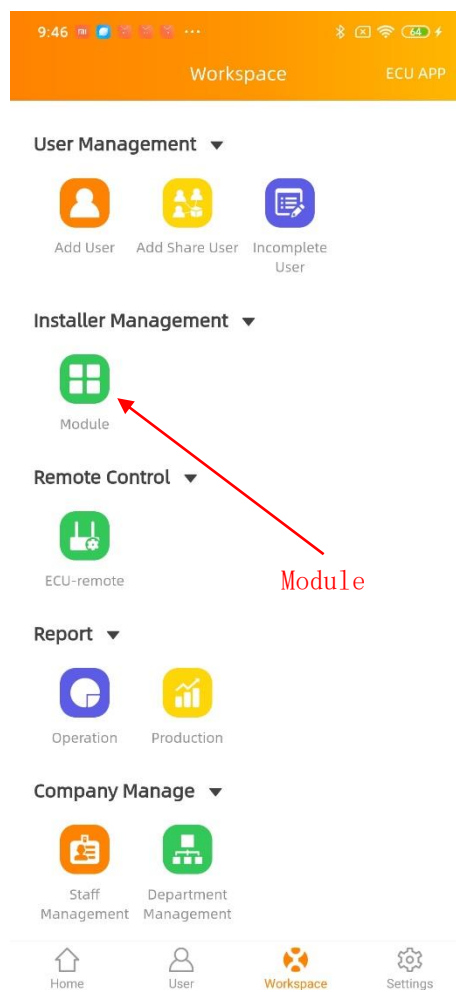 9:46 ... 64
Workspace ECU APP
User Management
Add User Add Share User Incomplete
User
Installer Management
Module
Remote Control
Module
ECU-remote
Report
Operation Production
Company Manage
Staff Department
Management Management
Home User Workspace Settings